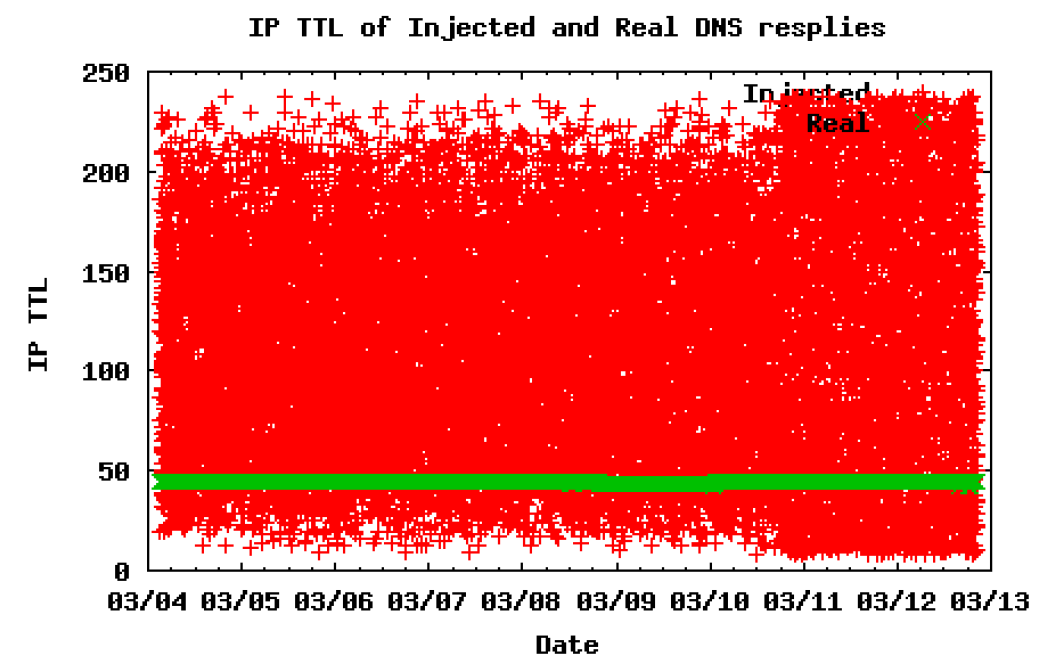 IP TTL of Injected and Real DNS resplies
250
200
150
100
50
0
IP TTL
Injected
Real
03/04 03/05 03/06 03/07 03/08 03/09 03/10 03/11 03/12 03/13
Date